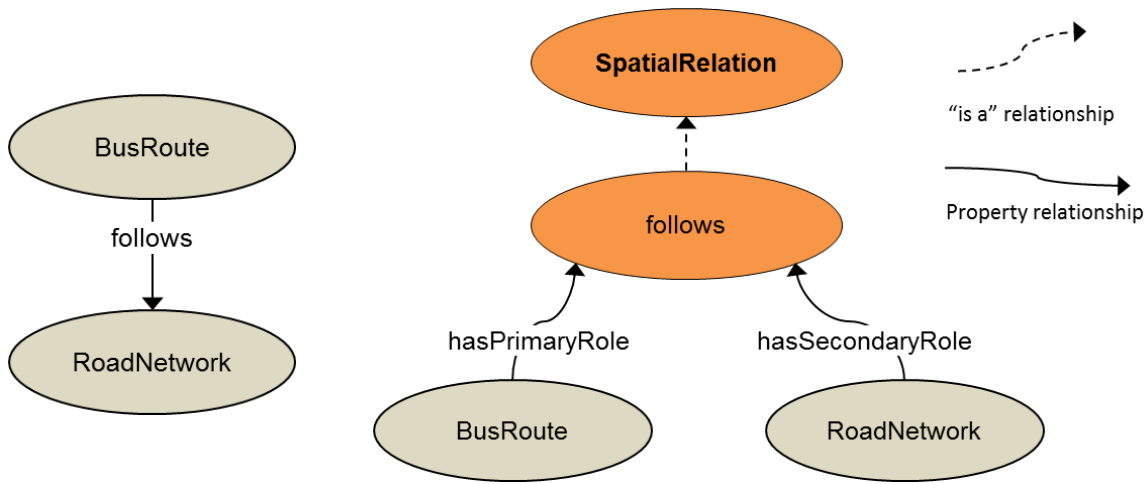 BusRoute
follows
RoadNetwork
SpatialRelation
follows
hasPrimaryRole
hasSecondaryRole
BusRoute
RoadNetwork
“is a” relationship
Property relationship